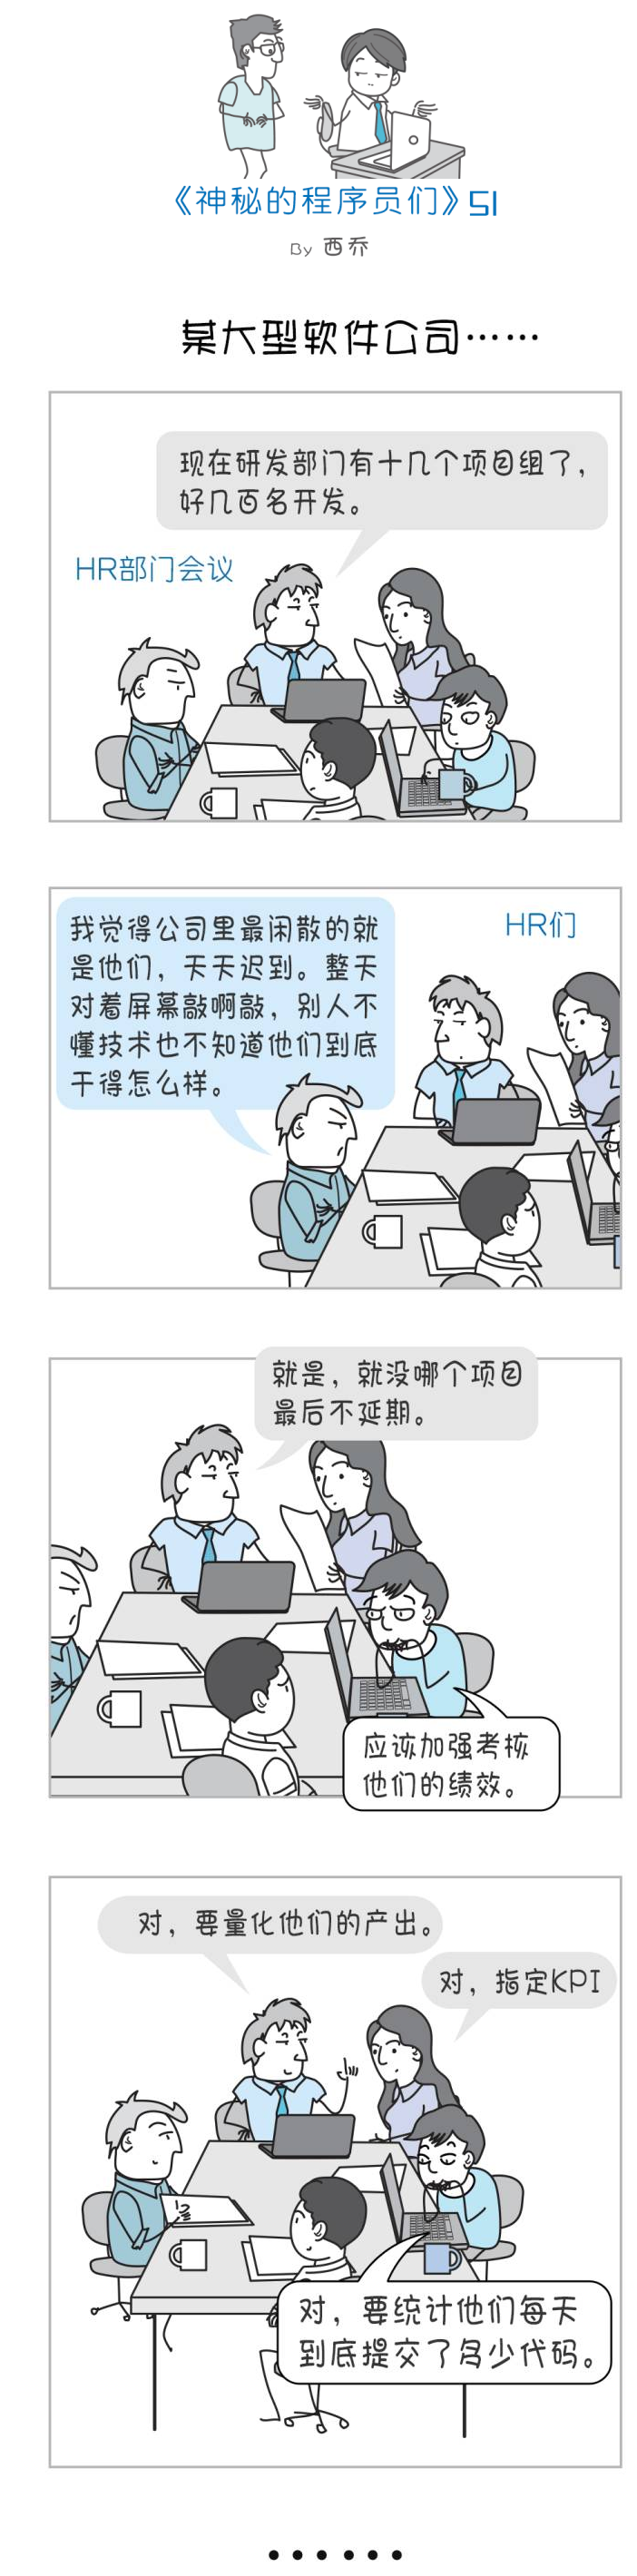 《神秘的程序员们》51
By 西乔
某大型软件公司……
现在研发部门有十几个项目组了，
好几百名开发。
HR部门会议
我觉得公司里最闲散的就
是他们，天天迟到。整天
对着屏幕敲啊敲，别人不
懂技术也不知道他们到底
干得怎么样。
HR们
就是，就没哪个项目
最后不延期。
应该加强考核
他们的绩效。
对，要量化他们的产出。
对，指定KPI
对，要统计他们每天
到底提交了多少代码。
······